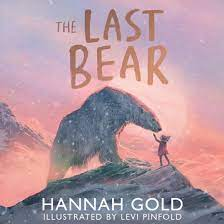 THE
LAST
BEAR
HANNAH GOLD
ILLUSTRATED BY LEVI PINFOLD